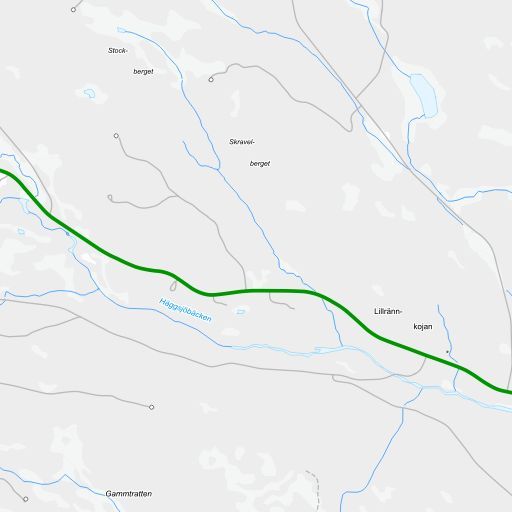 Stock-
berget
Skravel-
berget
Häggsjöbäcken
Lillränn-
kojan
Gammtratten